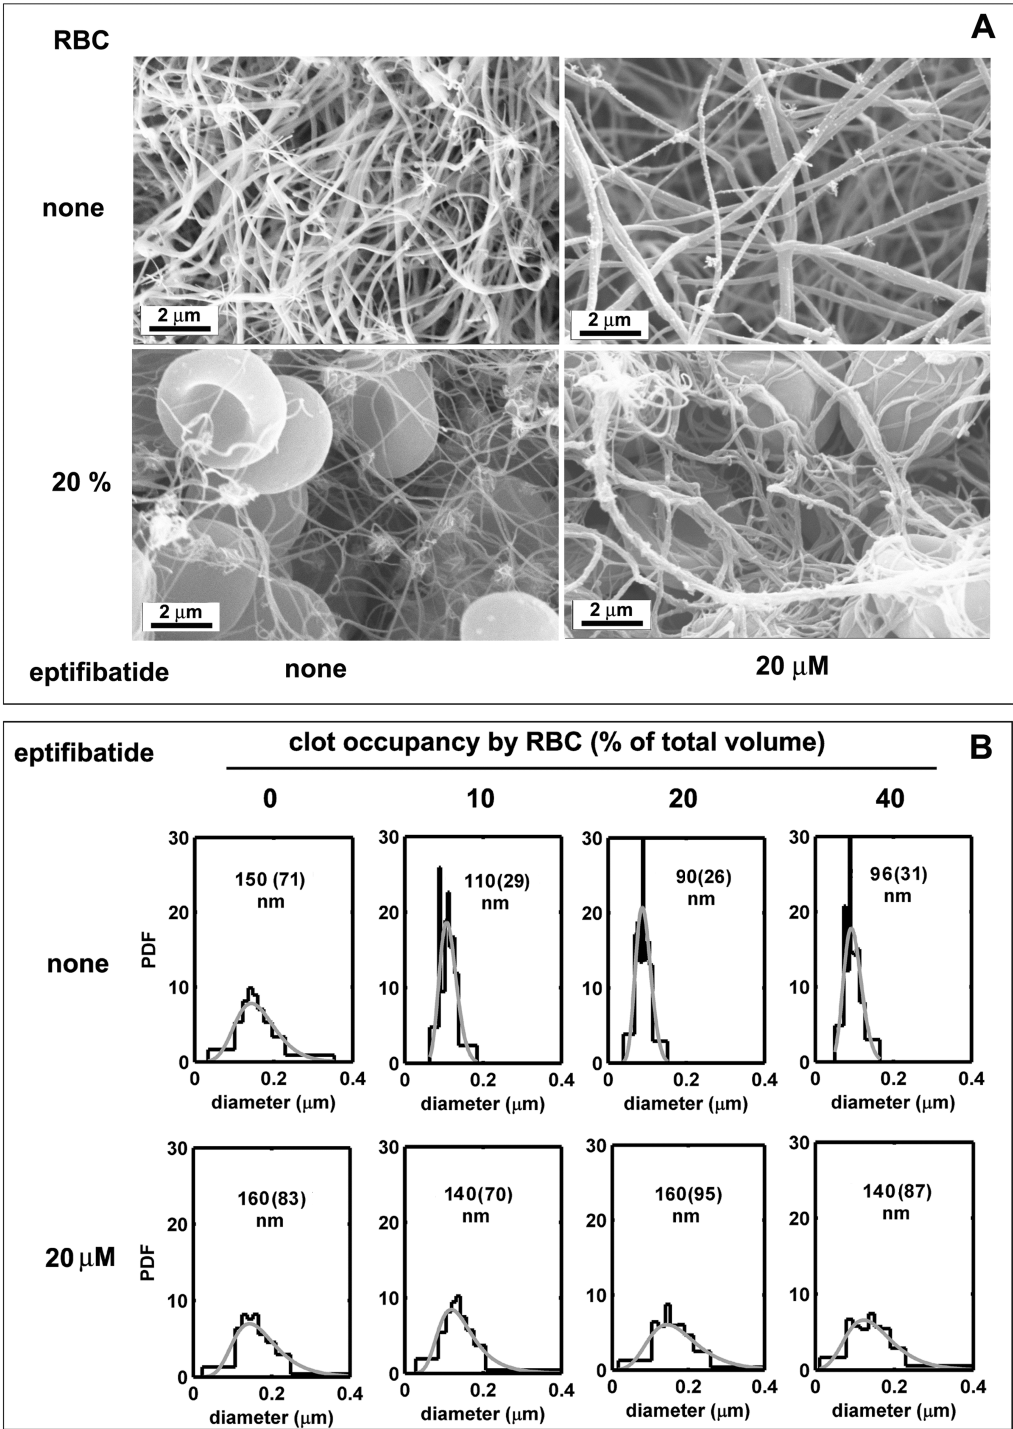 A
RBC
none
2 μm
2 μm
20 %
2 μm
2 μm
eptifibatide none 20 μM
B
eptifibatide clot occupancy by RBC (% of total volume)
0 10 20 40
none
30 30 30 30
150 (71) nm
110(29) nm
90(26) nm
96(31) nm
20 20 20 20
PDF
10 10 10 10
0 0 0 0
0 0.2 0.4 0 0.2 0.4 0 0.2 0.4 0 0.2 0.4
diameter (μm) diameter (μm) diameter (μm) diameter (μm)
20 μM
30 30 30 30
160(83) nm
140(70) nm
160(95) nm
140(87) nm
20 20 20 20
PDF
10 10 10 10
0 0 0 0
0 0.2 0.4 0 0.2 0.4 0 0.2 0.4 0 0.2 0.4
diameter (μm) diameter (μm) diameter (μm) diameter (μm)